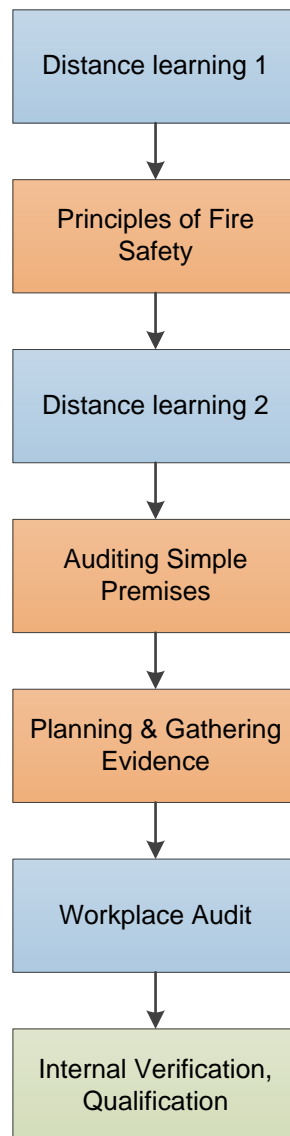 Distance learning 1
Principles of Fire
Safety
Distance learning 2
Auditing Simple
Premises
Planning & Gathering
Evidence
Workplace Audit
Internal Verification,
Qualification